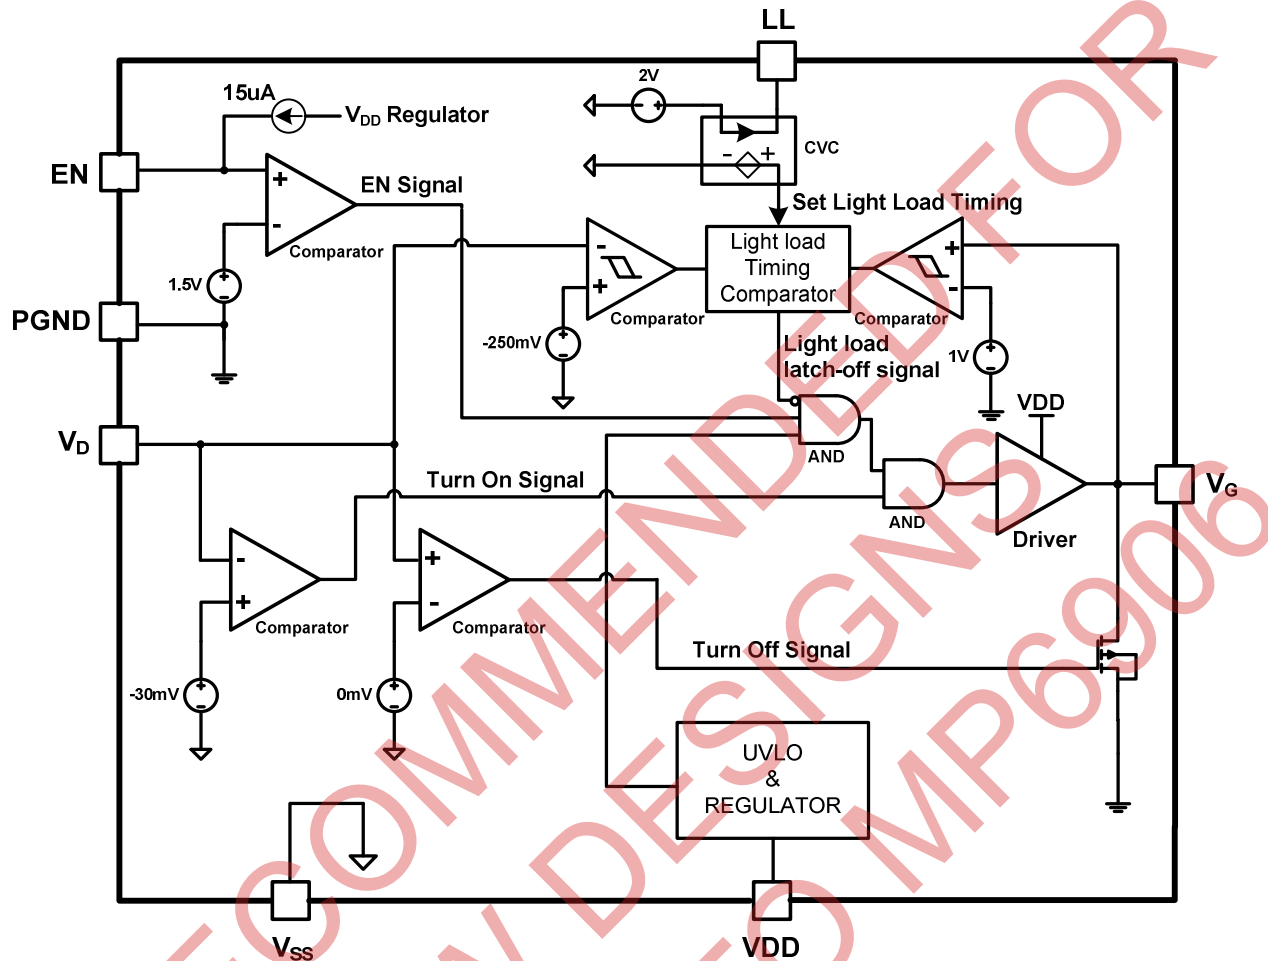 LL
2V
15uA
VDD Regulator
CVC
- +
EN
+
EN Signal
-
Comparator
Set Light Load Timing
Light load
Timing
Comparator
-
+
Comparator
+
-
Comparator
1.5V
+
-
PGND
-250mV
+
-
Light load
latch-off signal
1V
+
-
VDD
AND
VD
Turn On Signal
AND
Driver
VG
-
+
Comparator
+
-
Comparator
Turn Off Signal
-30mV
+
-
0mV
+
-
UVLO
&
REGULATOR
VSS
VDD
RECOMMENDED FOR
W DESIGNS
O MP6906